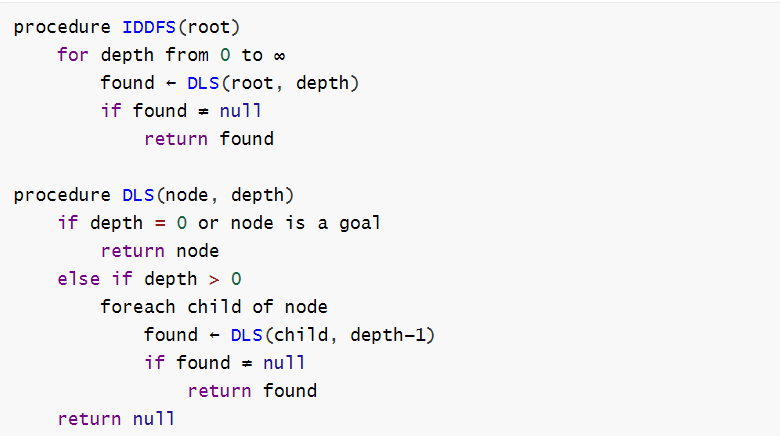 procedure IDDFS(root)
    for depth from 0 to ∞
        found ← DLS(root, depth)
        if found ≠ null
            return found

procedure DLS(node, depth)
    if depth = 0 or node is a goal
        return node
    else if depth > 0
        foreach child of node
            found ← DLS(child, depth−1)
            if found ≠ null
                return found
    return null